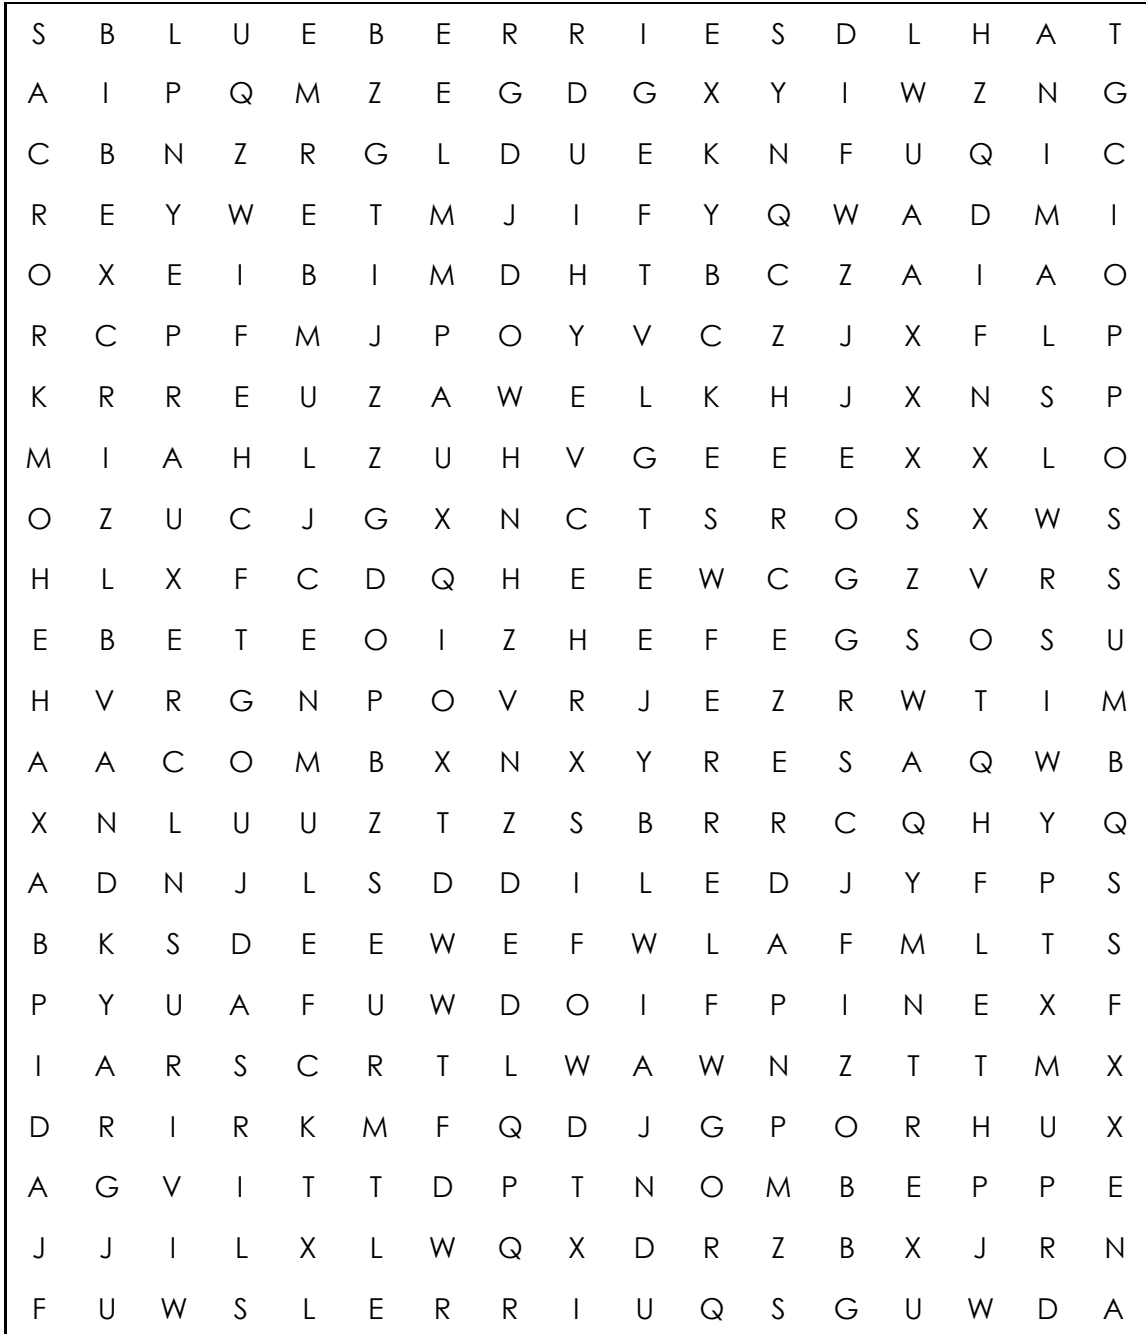 S B L U E B E R R I E S D L H A T
A I P Q M Z E G D G X Y I W Z N G
C B N Z R G L D U E K N F U Q I C
R E Y W E T M J I F Y Q W A D M I
O X E I B I M D H T B C Z A I A O
R C P F M J P O Y V C Z J X F L P
K R R E U Z A W E L K H J X N S P
M I A H L Z U H V G E E E X X L O
O Z U C J G X N C T S R O S X W S
H L X F C D Q H E E W C G Z V R S
E B E T E O I Z H E F E G S O S U
H V R G N P O V R J E Z R W T I M
A A C O M B X N X Y R E S A Q W B
X N L U U Z T Z S B R R C Q H Y Q
A D N J L S D D I L E D J Y F P S
B K S D E E W E F W L A F M L T S
P Y U A F U W D O I F P I N E X F
I A R S C R T L W A W N Z T T M X
D R I R K M F Q D J G P O R H U X
A G V I T T D P T N O M B E P P E
J J I L X L W Q X D R Z B X J R N
F U W S L E R R I U Q S G U W D A